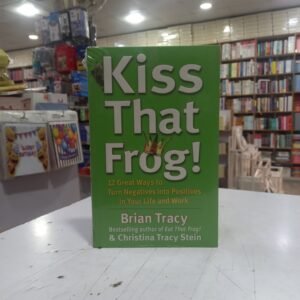 Kiss
That
Frog!
12 Great Ways to
Turn Negatives into Positives
in Your Life and Work
Brian Tracy
Bestselling author of Eat That Frog!
& Christina Tracy Stein